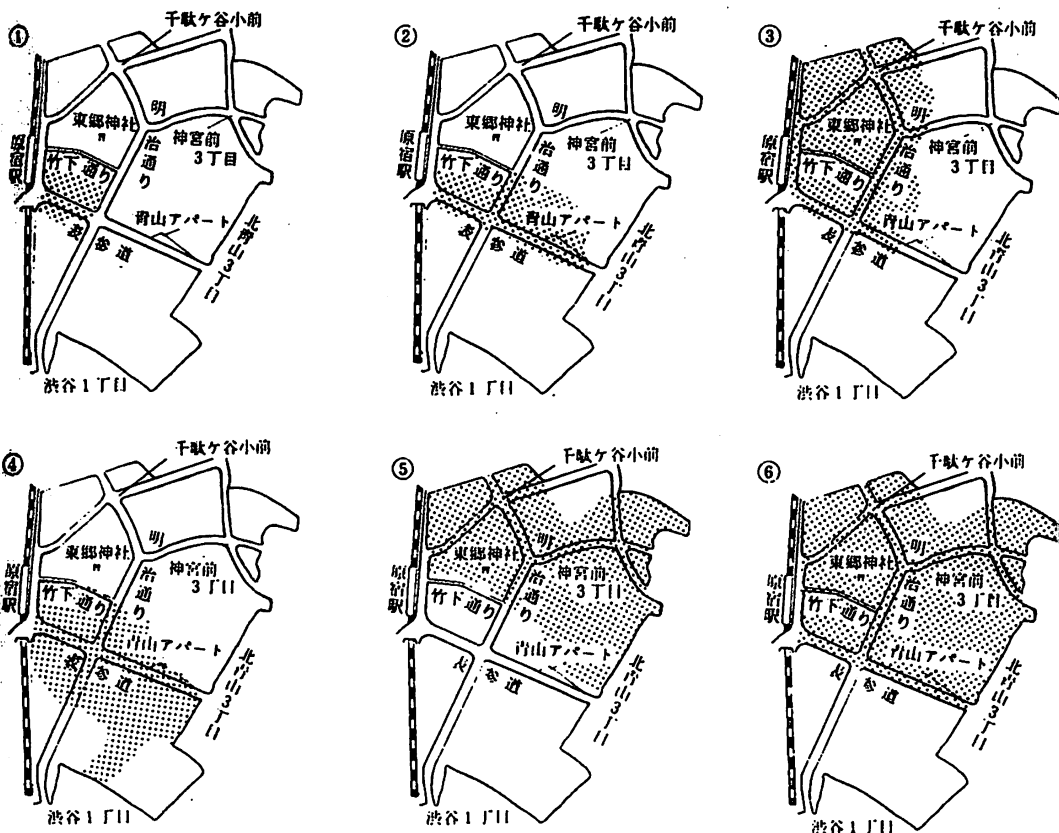 ①
千駄ケ谷小前
明治通り
東郷神社
神宮前
3丁目
原宿駅
竹下通り
青山アパート
表参道
北青山3丁目
渋谷1丁目
②
千駄ケ谷小前
明治通り
東郷神社
神宮前
3丁目
原宿駅
竹下通り
青山アパート
表参道
北青山3丁目
渋谷1丁目
③
千駄ケ谷小前
明治通り
東郷神社
神宮前
3丁目
原宿駅
竹下通り
青山アパート
表参道
北青山3丁目
渋谷1丁目
④
千駄ケ谷小前
明治通り
東郷神社
神宮前
3丁目
原宿駅
竹下通り
青山アパート
表参道
北青山3丁目
渋谷1丁目
⑤
千駄ケ谷小前
明治通り
東郷神社
神宮前
3丁目
原宿駅
竹下通り
青山アパート
表参道
北青山3丁目
渋谷1丁目
⑥
千駄ケ谷小前
明治通り
東郷神社
神宮前
3丁目
原宿駅
竹下通り
青山アパート
表参道
北青山3丁目
渋谷1丁目